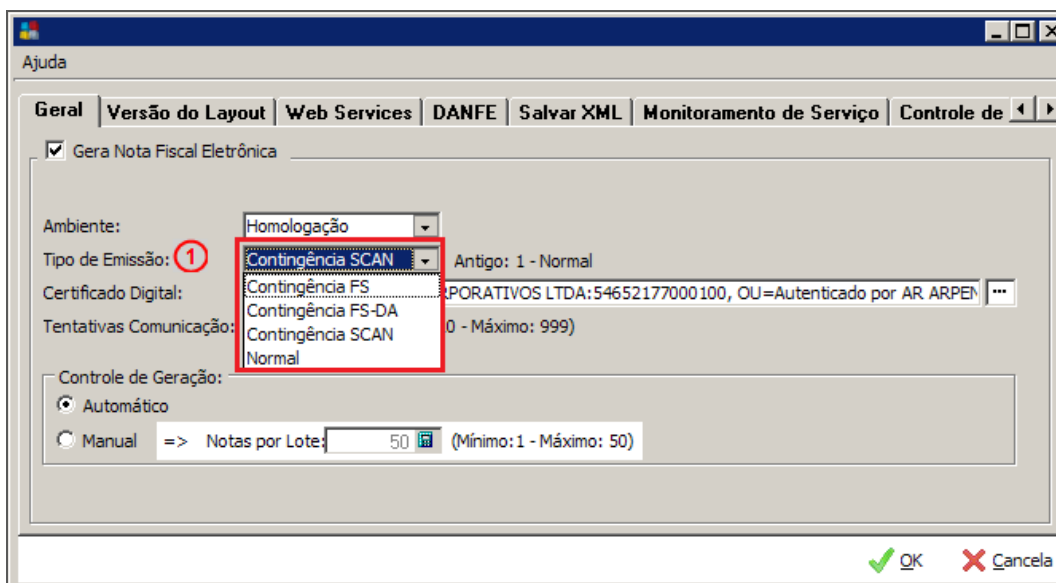 Ajuda
Geral Versão do Layout Web Services DANFE Salvar XML Monitoramento de Serviço Controle de
Gera Nota Fiscal Eletrônica
Ambiente: Homologação
Tipo de Emissão: 1 Contingência SCAN Antigo: 1 - Normal
Contingência FS
Certificado Digital: RPORATIVOS LTDA:54652177000100, OU=Autenticado por AR ARPEN ...
Contingência FS-DA
Tentativas Comunicação: 0 - Máximo: 999)
Contingência SCAN
Normal
Controle de Geração:
Automático
Manual => Notas por Lote: 50 (Mínimo:1 - Máximo: 50)
OK Cancela